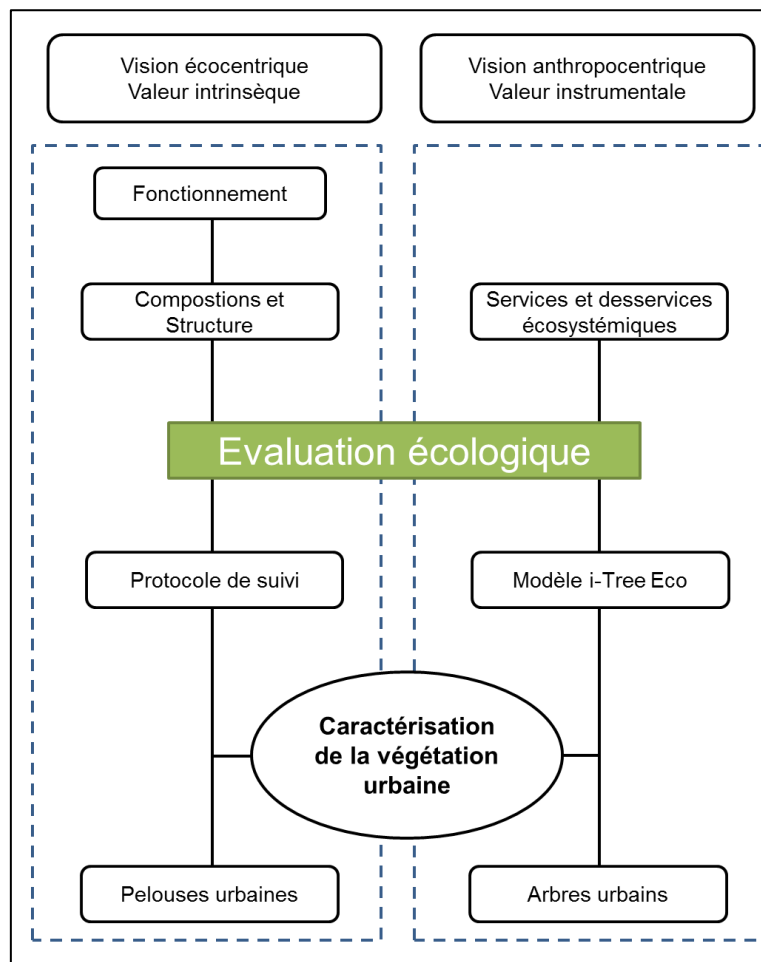 Vision écocentrique
Valeur intrinsèque
Vision anthropocentrique
Valeur instrumentale
Fonctionnement
Compostions et
Structure
Services et desservices
écosystémiques
Evaluation écologique
Protocole de suivi
Modèle i-Tree Eco
Caractérisation
de la végétation
urbaine
Pelouses urbaines
Arbres urbains